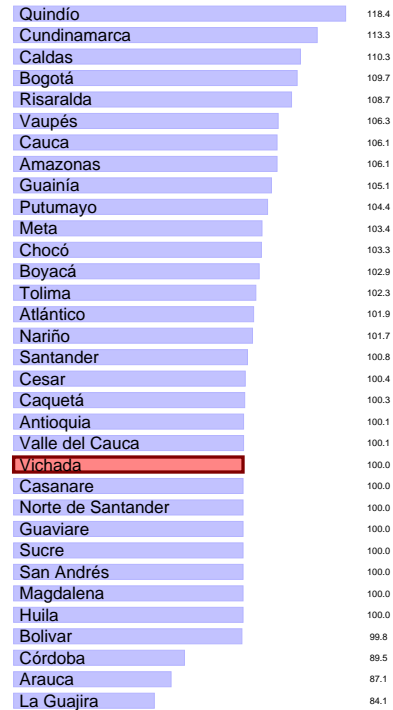 Quindío 118.4
Cundinamarca 113.3
Caldas 110.3
Bogotá 109.7
Risaralda 108.7
Vaupés 106.3
Cauca 106.1
Amazonas 106.1
Guainía 105.1
Putumayo 104.4
Meta 103.4
Chocó 103.3
Boyacá 102.9
Tolima 102.3
Atlántico 101.9
Nariño 101.7
Santander 100.8
Cesar 100.4
Caquetá 100.3
Antioquia 100.1
Valle del Cauca 100.1
Vichada 100.0
Casanare 100.0
Norte de Santander 100.0
Guaviare 100.0
Sucre 100.0
San Andrés 100.0
Magdalena 100.0
Huila 100.0
Bolivar 99.8
Córdoba 89.5
Arauca 87.1
La Guajira 84.1